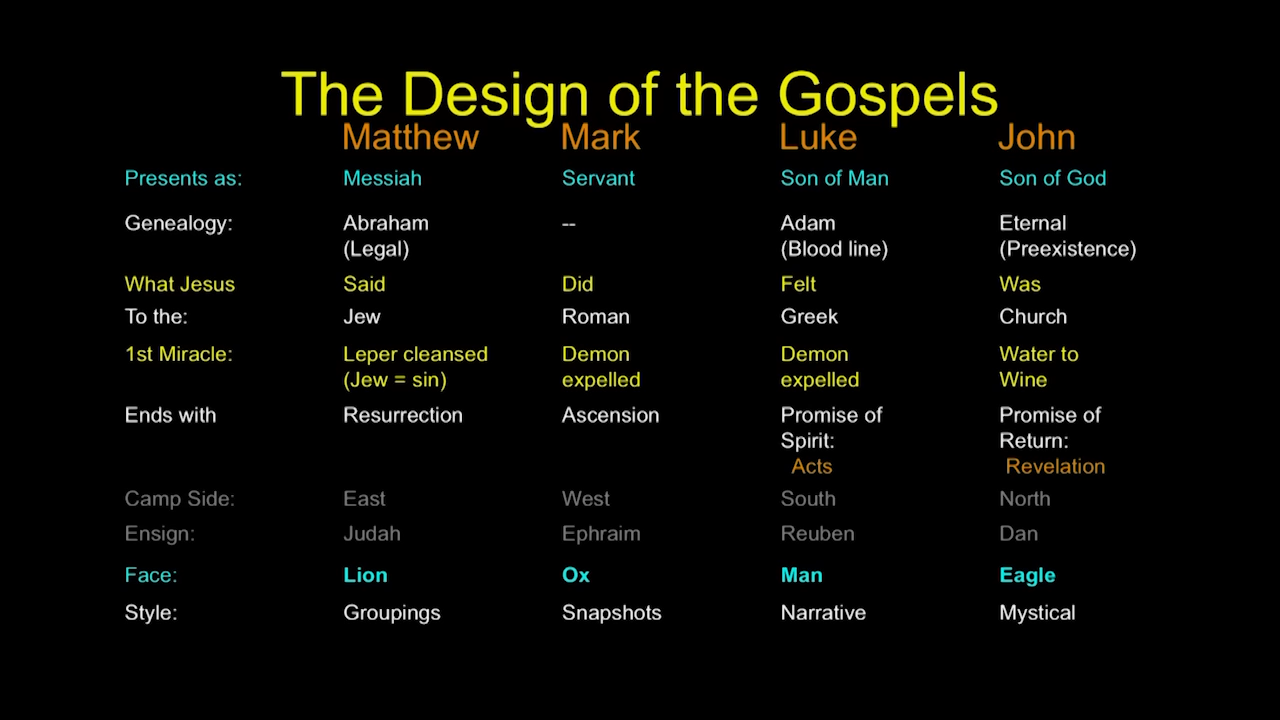 The Design of the Gospels
Matthew Mark Luke John
Presents as: Messiah Servant Son of Man Son of God
Genealogy: Abraham -- Adam Eternal
(Legal) (Blood line) (Preexistence)
What Jesus Said Did Felt Was
To the: Jew Roman Greek Church
1st Miracle: Leper cleansed Demon Demon Water to
(Jew = sin) expelled expelled Wine
Ends with Resurrection Ascension Promise of Promise of
Spirit: Return:
Acts Revelation
Camp Side: East West South North
Ensign: Judah Ephraim Reuben Dan
Face: Lion Ox Man Eagle
Style: Groupings Snapshots Narrative Mystical